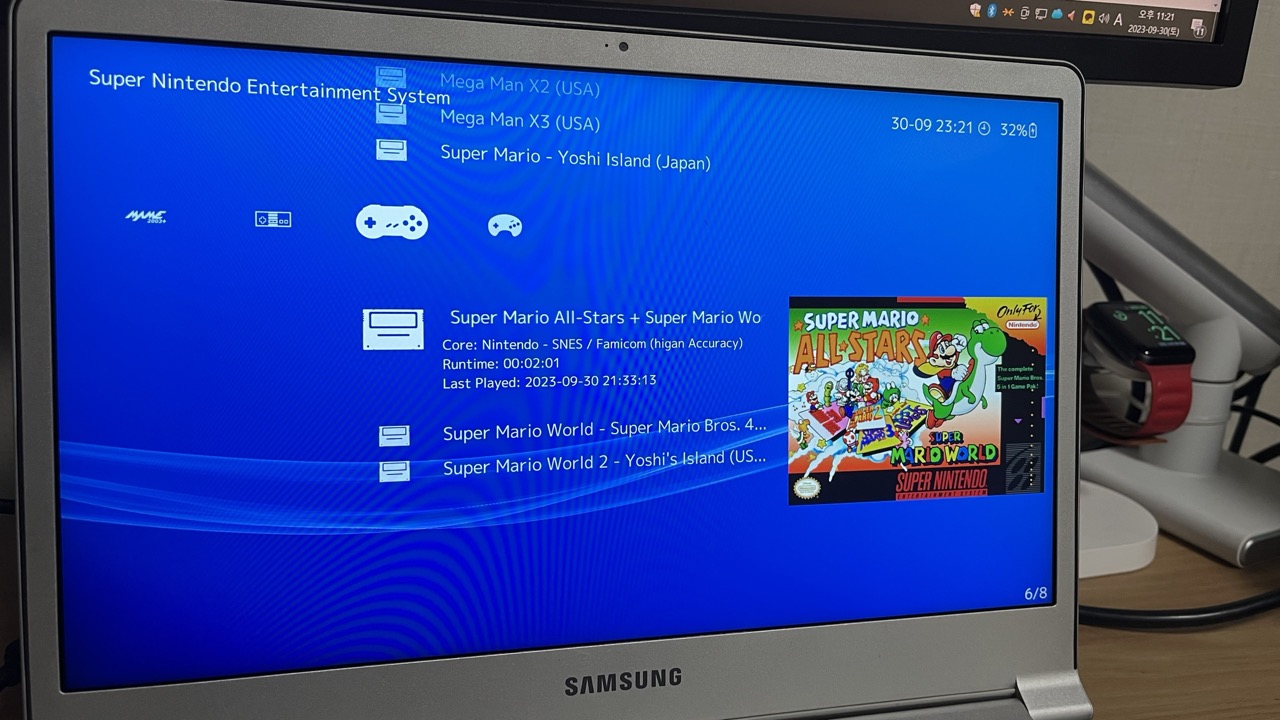 오후 11:21
A
2023-09-30(토)
11
Super Nintendo Entertainment System
Mega Man X2 (USA)
Mega Man X3 (USA)
30-09 23:21 32%
Super Mario - Yoshi Island (Japan)
MAME
2003+
Super Mario All-Stars + Super Mario Wo
Core: Nintendo - SNES / Famicom (higan Accuracy)
Runtime: 00:02:01
Last Played: 2023-09-30 21:33:13
Super Mario World - Super Mario Bros. 4...
Super Mario World 2 - Yoshi's Island (US...
Only For
Nintendo
SUPER MARIO
ALL-STARS
The complete
Super Mario Bros.
5 in 1 Game Pak!
SUPER
MARIO WORLD
SUPER NINTENDO
ENTERTAINMENT SYSTEM
11
21
6/8
SAMSUNG